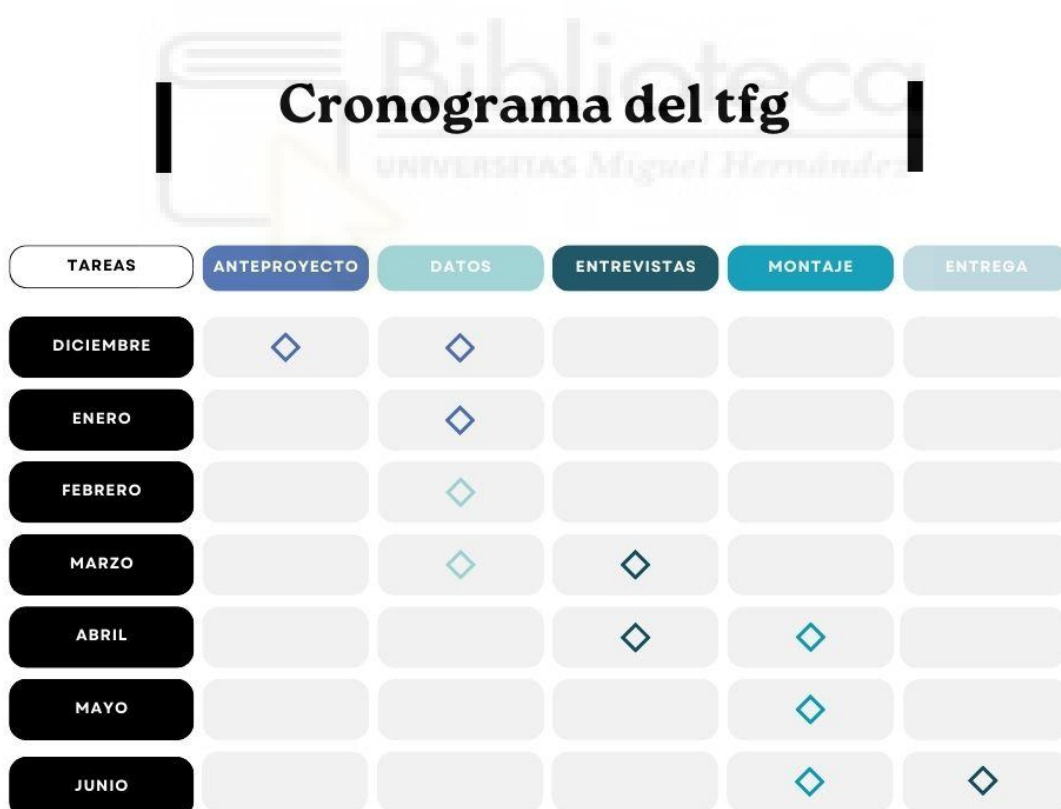 Biblioteca
UNIVERSITAS Miguel Hernández
Cronograma del tfg
TAREAS ANTEPROYECTO DATOS ENTREVISTAS MONTAJE ENTREGA
DICIEMBRE
ENERO
FEBRERO
MARZO
ABRIL
MAYO
JUNIO